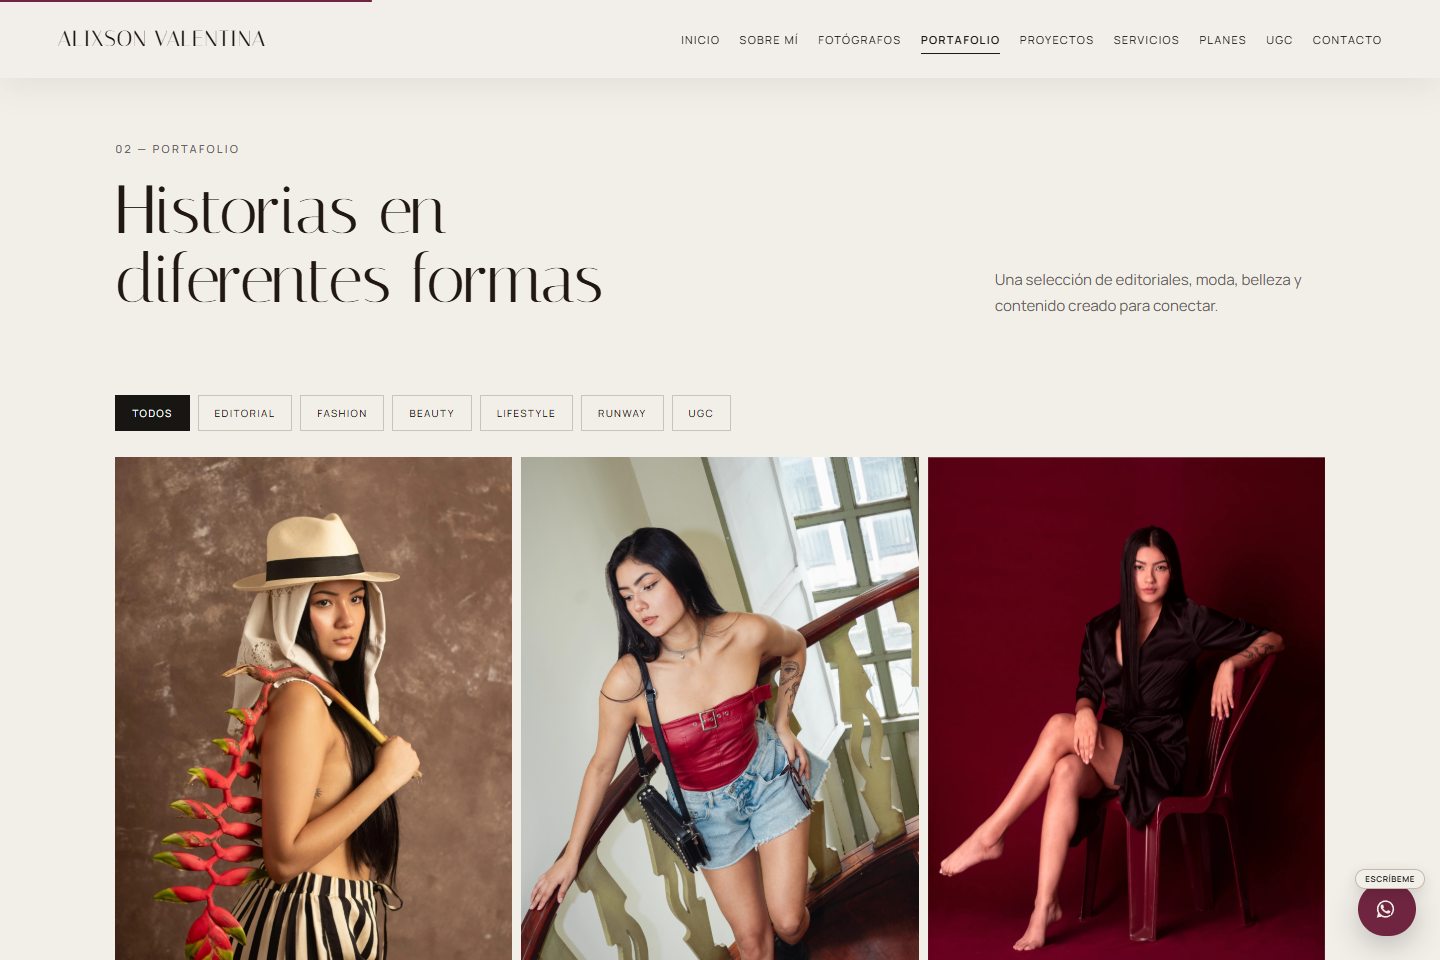 ALIXSON VALENTINA
INICIO SOBRE MÍ FOTÓGRAFOS PORTAFOLIO PROYECTOS SERVICIOS PLANES UGC CONTACTO
02 — PORTAFOLIO
Historias en
diferentes formas
Una selección de editoriales, moda, belleza y
contenido creado para conectar.
TODOS EDITORIAL FASHION BEAUTY LIFESTYLE RUNWAY UGC
ESCRÍBEME